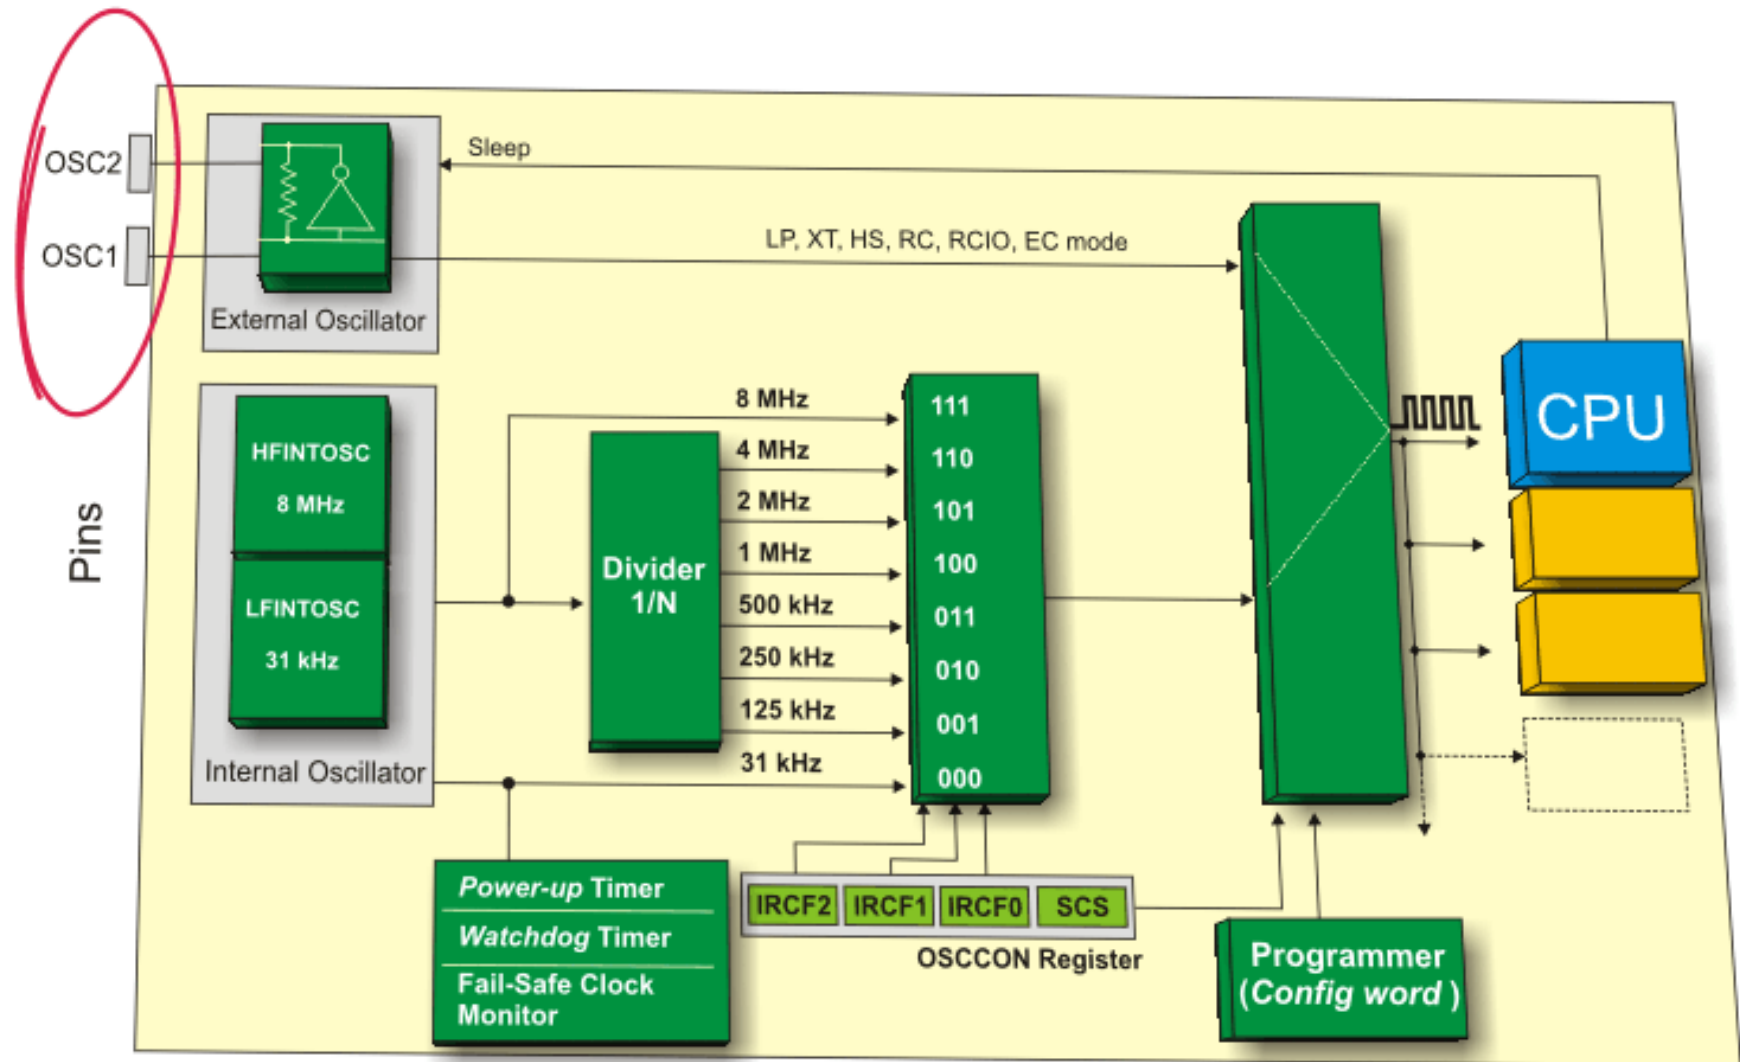 OSC2
OSC1
Pins
Sleep
LP, XT, HS, RC, RCIO, EC mode
External Oscillator
HFINTOSC
8 MHz
LFINTOSC
31 kHz
Internal Oscillator
Divider
1/N
8 MHz
4 MHz
2 MHz
1 MHz
500 kHz
250 kHz
125 kHz
31 kHz
111
110
101
100
011
010
001
000
CPU
Power-up Timer
Watchdog Timer
Fail-Safe Clock
Monitor
IRCF2 IRCF1 IRCF0 SCS
OSCCON Register
Programmer
(Config word )